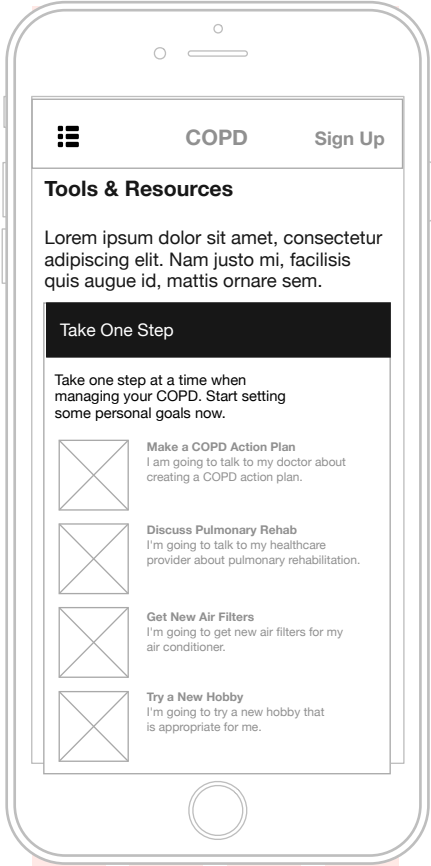 COPD
Sign Up
Tools & Resources
Lorem ipsum dolor sit amet, consectetur
adipiscing elit. Nam justo mi, facilisis
quis augue id, mattis ornare sem.
Take One Step
Take one step at a time when
managing your COPD. Start setting
some personal goals now.
Make a COPD Action Plan
I am going to talk to my doctor about
creating a COPD action plan.
Discuss Pulmonary Rehab
I'm going to talk to my healthcare
provider about pulmonary rehabilitation.
Get New Air Filters
I'm going to get new air filters for my
air conditioner.
Try a New Hobby
I'm going to try a new hobby that
is appropriate for me.